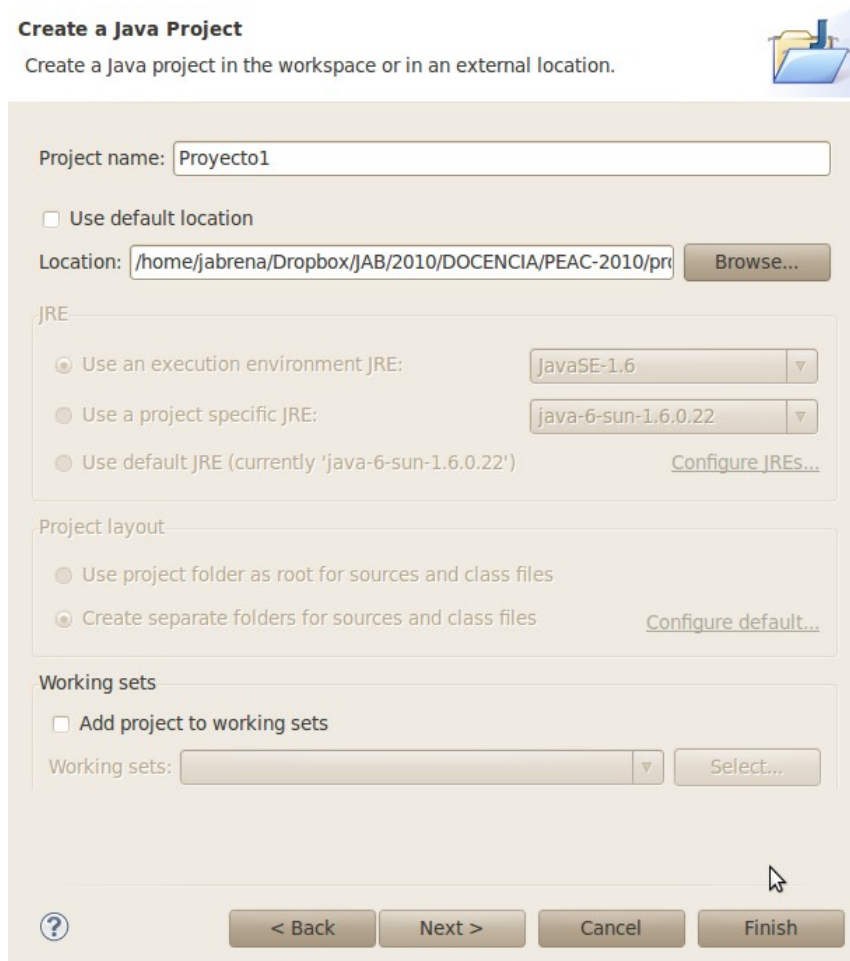 Create a Java Project
Create a Java project in the workspace or in an external location.
Project name: Proyecto1
Use default location
Location: /home/jabrena/Dropbox/JAB/2010/DOCENCIA/PEAC-2010/pro Browse...
JRE
Use an execution environment JRE: JavaSE-1.6
Use a project specific JRE: java-6-sun-1.6.0.22
Use default JRE (currently 'java-6-sun-1.6.0.22') Configure JREs...
Project layout
Use project folder as root for sources and class files
Create separate folders for sources and class files Configure default...
Working sets
Add project to working sets
Working sets: Select...
? < Back Next > Cancel Finish